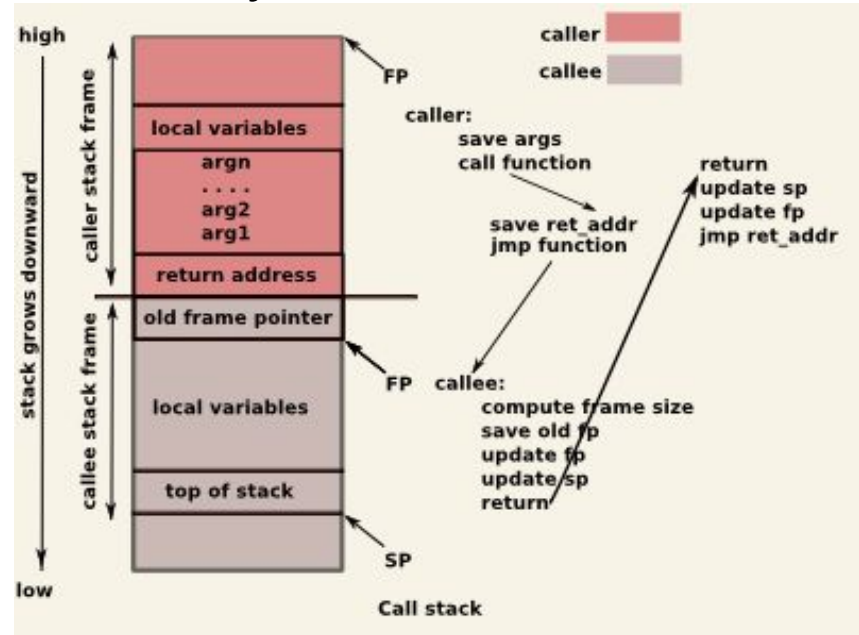 high
caller
callee
FP
caller stack frame
local variables
argn
. . . .
arg2
arg1
return address
caller:
save args
call function
save ret_addr
jmp function
return
update sp
update fp
jmp ret_addr
stack grows downward
callee stack frame
old frame pointer
FP
local variables
top of stack
SP
callee:
compute frame size
save old fp
update fp
update sp
return
low
Call stack